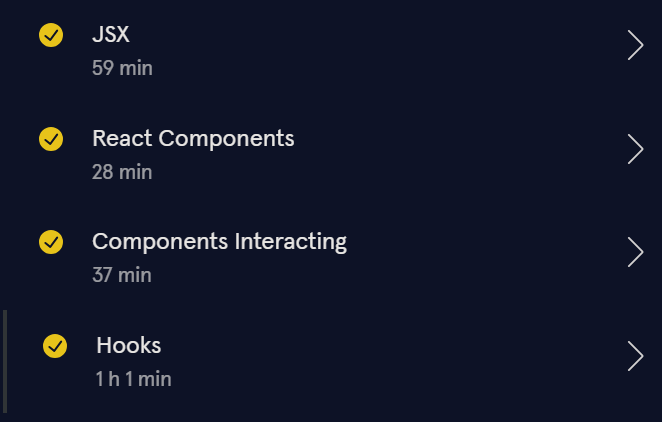 JSX
59 min
React Components
28 min
Components Interacting
37 min
Hooks
1 h 1 min